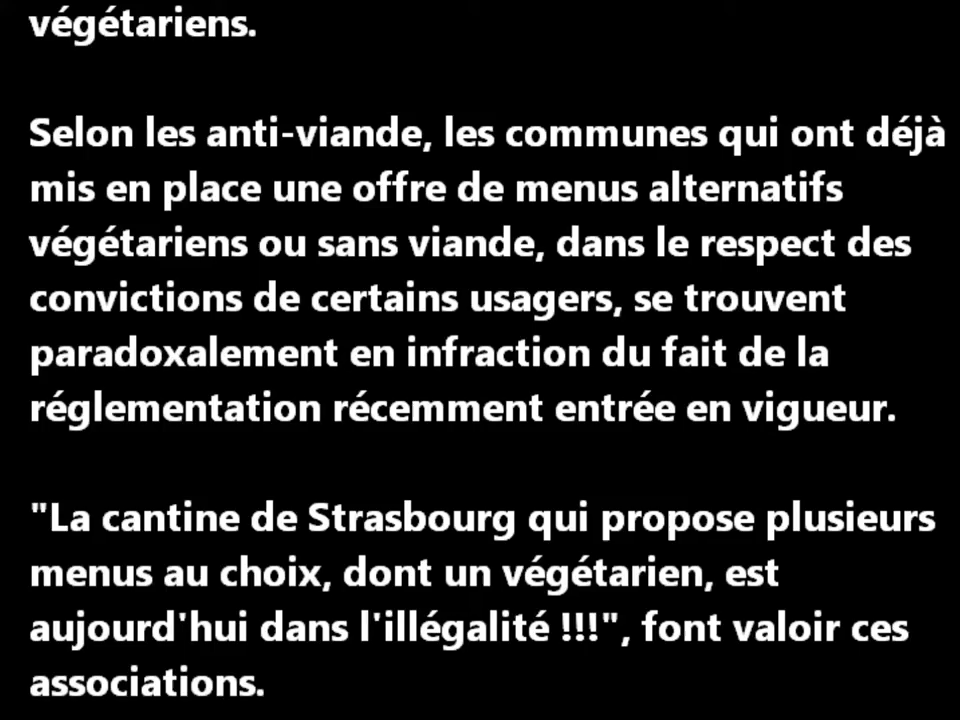 végétariens.
Selon les anti-viande, les communes qui ont déjà
mis en place une offre de menus alternatifs
végétariens ou sans viande, dans le respect des
convictions de certains usagers, se trouvent
paradoxalement en infraction du fait de la
réglementation récemment entrée en vigueur.
"La cantine de Strasbourg qui propose plusieurs
menus au choix, dont un végétarien, est
aujourd'hui dans l'illégalité !!!", font valoir ces
associations.